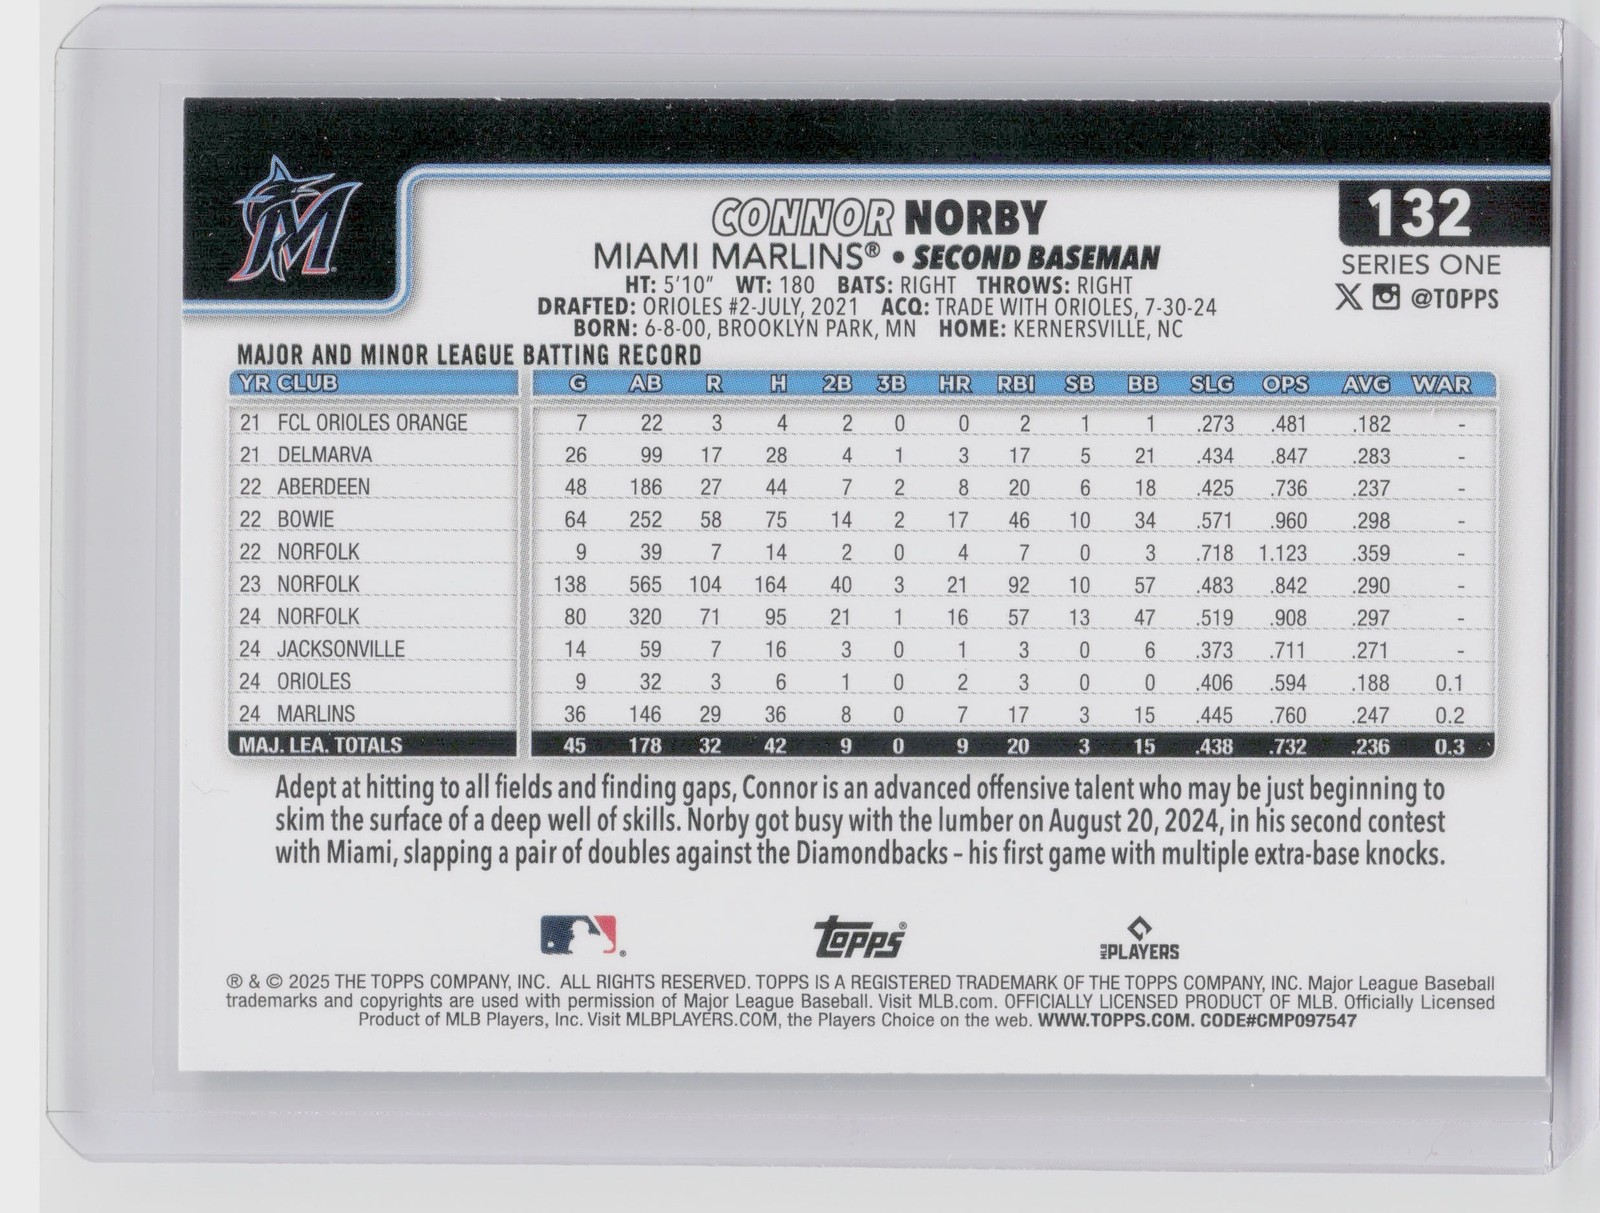 132
CONNOR NORBY
SERIES ONE
MIAMI MARLINS® • SECOND BASEMAN
X @TOPPS
HT: 5'10" WT: 180 BATS: RIGHT THROWS: RIGHT
DRAFTED: ORIOLES #2-JULY, 2021 ACQ: TRADE WITH ORIOLES, 7-30-24
BORN: 6-8-00, BROOKLYN PARK, MN HOME: KERNERSVILLE, NC
MAJOR AND MINOR LEAGUE BATTING RECORD
YR CLUB G AB R H 2B 3B HR RBI SB BB SLG OPS AVG WAR
21 FCL ORIOLES ORANGE 7 22 3 4 2 0 0 2 1 1 .273 .481 .182 -
21 DELMARVA 26 99 17 28 4 1 3 17 5 21 .434 .847 .283 -
22 ABERDEEN 48 186 27 44 7 2 8 20 6 18 .425 .736 .237 -
22 BOWIE 64 252 58 75 14 2 17 46 10 34 .571 .960 .298 -
22 NORFOLK 9 39 7 14 2 0 4 7 0 3 .718 1.123 .359 -
23 NORFOLK 138 565 104 164 40 3 21 92 10 57 .483 .842 .290 -
24 NORFOLK 80 320 71 95 21 1 16 57 13 47 .519 .908 .297 -
24 JACKSONVILLE 14 59 7 16 3 0 1 3 0 6 .373 .711 .271 -
24 ORIOLES 9 32 3 6 1 0 2 3 0 0 .406 .594 .188 0.1
24 MARLINS 36 146 29 36 8 0 7 17 3 15 .445 .760 .247 0.2
MAJ. LEA. TOTALS 45 178 32 42 9 0 9 20 3 15 .438 .732 .236 0.3
Adept at hitting to all fields and finding gaps, Connor is an advanced offensive talent who may be just beginning to
skim the surface of a deep well of skills. Norby got busy with the lumber on August 20, 2024, in his second contest
with Miami, slapping a pair of doubles against the Diamondbacks – his first game with multiple extra-base knocks.
Topps® MLB PLAYERS
® & © 2025 THE TOPPS COMPANY, INC. ALL RIGHTS RESERVED. TOPPS IS A REGISTERED TRADEMARK OF THE TOPPS COMPANY, INC. Major League Baseball
trademarks and copyrights are used with permission of Major League Baseball. Visit MLB.com. OFFICIALLY LICENSED PRODUCT OF MLB. Officially Licensed
Product of MLB Players, Inc. Visit MLBPLAYERS.COM, the Players Choice on the web. WWW.TOPPS.COM. CODE#CMP097547